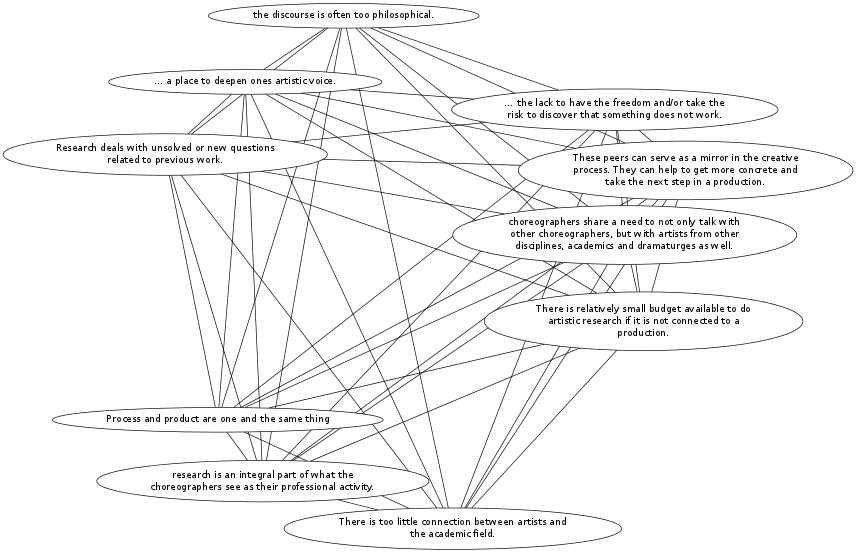 the discourse is often too philosophical.
... a place to deepen ones artistic voice.
... the lack to have the freedom and/or take the
risk to discover that something does not work.
Research deals with unsolved or new questions
related to previous work.
These peers can serve as a mirror in the creative
process. They can help to get more concrete and
take the next step in a production.
choreographers share a need to not only talk with
other choreographers, but with artists from other
disciplines, academics and dramaturges as well.
There is relatively small budget available to do
artistic research if it is not connected to a
production.
Process and product are one and the same thing
research is an integral part of what the
choreographers see as their professional activity.
There is too little connection between artists and
the academic field.